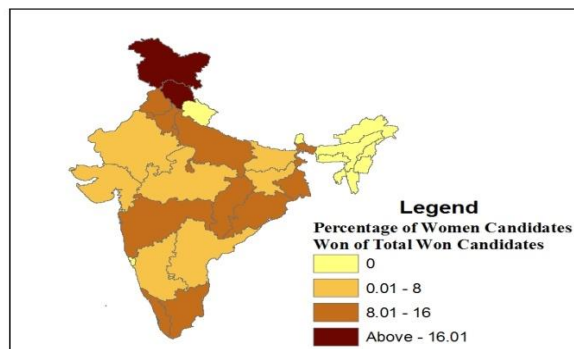 Legend
Percentage of Women Candidates
Won of Total Won Candidates
0
0.01 - 8
8.01 - 16
Above - 16.01